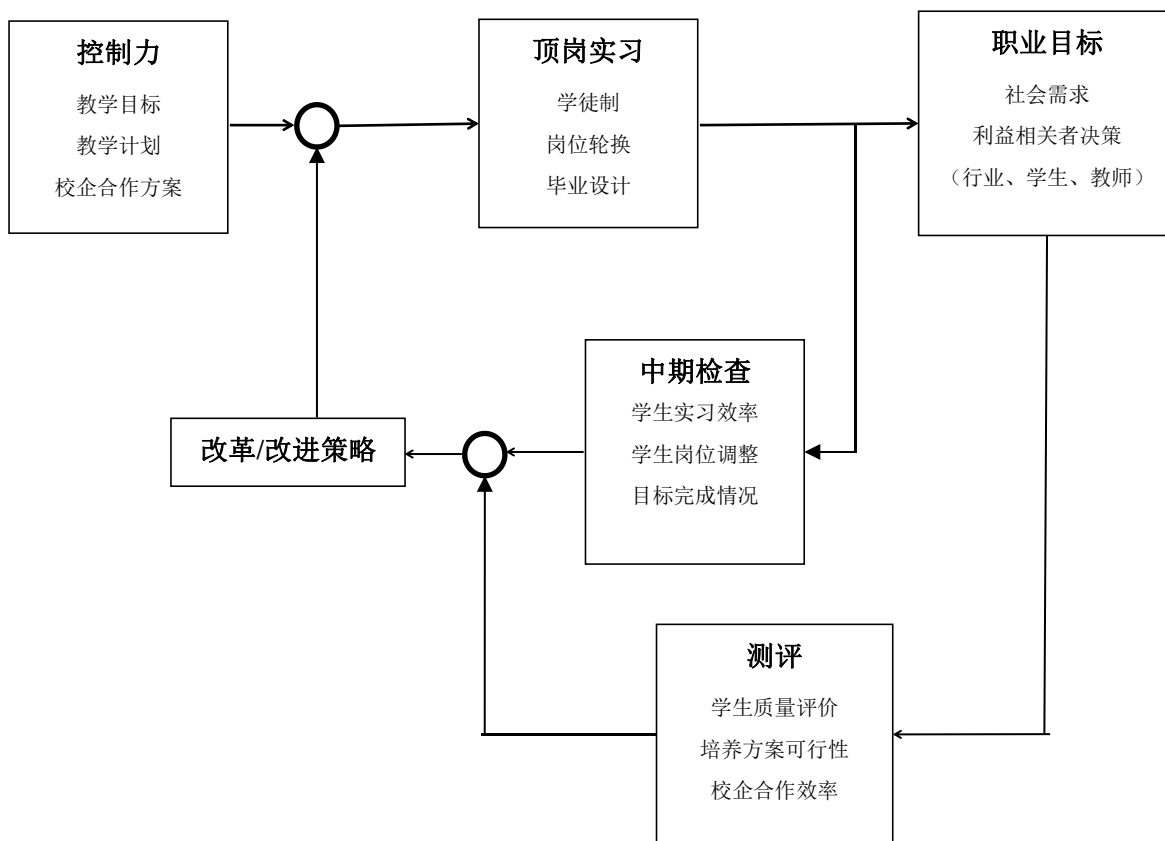 控制力
教学目标
教学计划
校企合作方案
顶岗实习
学徒制
岗位轮换
毕业设计
职业目标
社会需求
利益相关者决策
（行业、学生、教师）
中期检查
学生实习效率
学生岗位调整
目标完成情况
改革/改进策略
测评
学生质量评价
培养方案可行性
校企合作效率